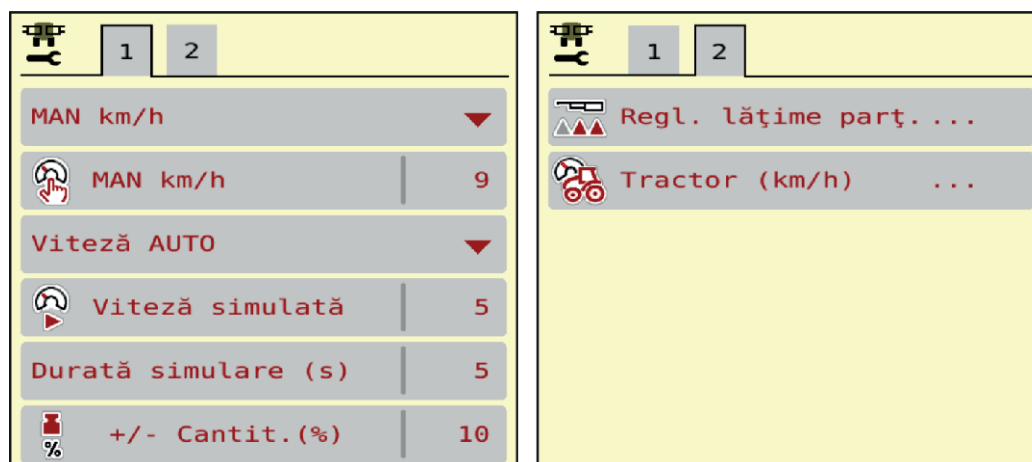 1 2
MAN km/h
MAN km/h 9
Viteză AUTO
Viteză simulată 5
Durată simulare (s) 5
% +/- Cantit.(%) 10
1 2
Regl. lăţime parţ. ...
Tractor (km/h) ...